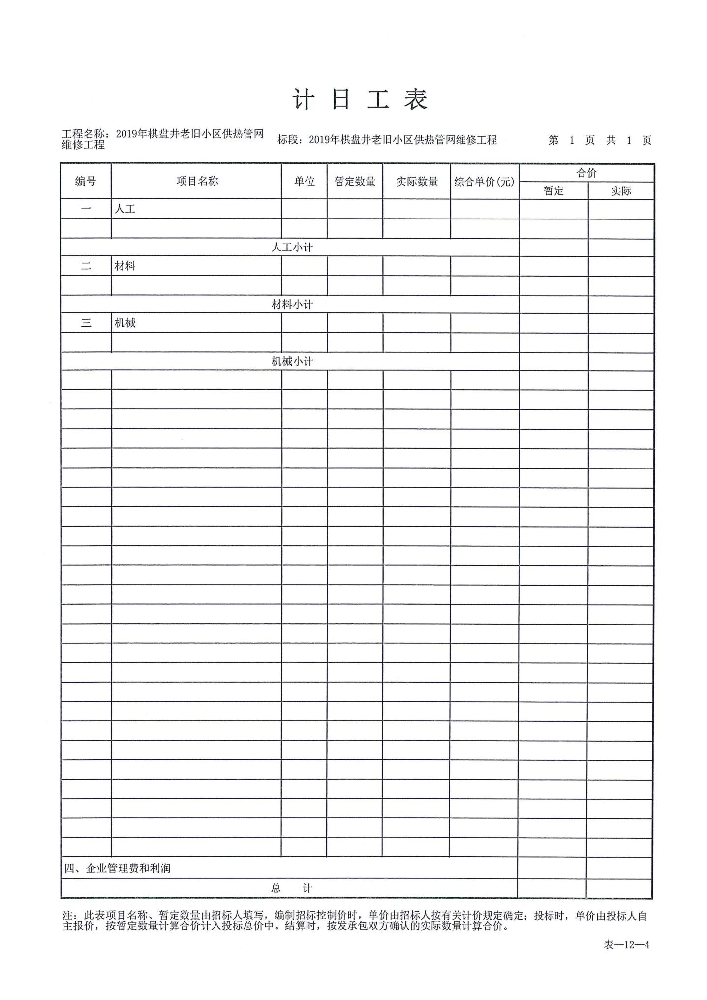 计 日 工 表
工程名称：2019年棋盘井老旧小区供热管网
维修工程
标段：2019年棋盘井老旧小区供热管网维修工程
第 1 页 共 1 页
编号 项目名称 单位 暂定数量 实际数量 综合单价(元) 合价
暂定 实际
一 人工
人工小计
二 材料
材料小计
三 机械
机械小计
四、企业管理费和利润
总 计
注：此表项目名称、暂定数量由招标人填写，编制招标控制价时，单价由招标人按有关计价规定确定；投标时，单价由投标人自
主报价，按暂定数量计算合价计入投标总价中。结算时，按发承包双方确认的实际数量计算合价。
表—12—4